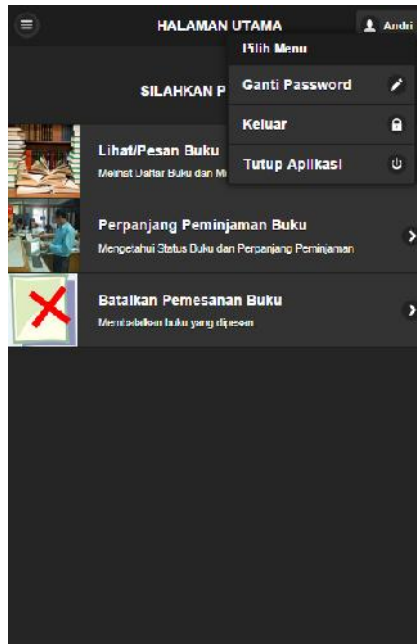 HALAMAN UTAMA
Andri
Pilih Menu
Ganti Password
Keluar
Tutup Aplikasi
SILAHKAN P
Lihat/Pesan Buku
Melihat Daftar Buku dan M
Perpanjang Peminjaman Buku
Mengetahui Status Buku dan Perpanjang Peminjaman
Batalkan Pemesanan Buku
Membatalkan buku yang dipesan